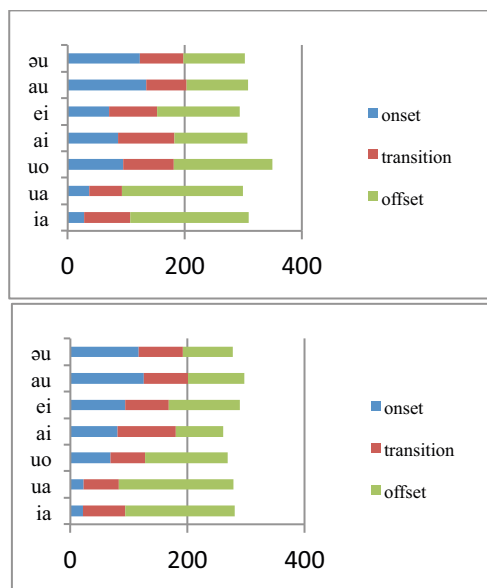 əu
au
ei
ai
uo
ua
ia
0 200 400
onset
transition
offset
əu
au
ei
ai
uo
ua
ia
0 200 400
onset
transition
offset